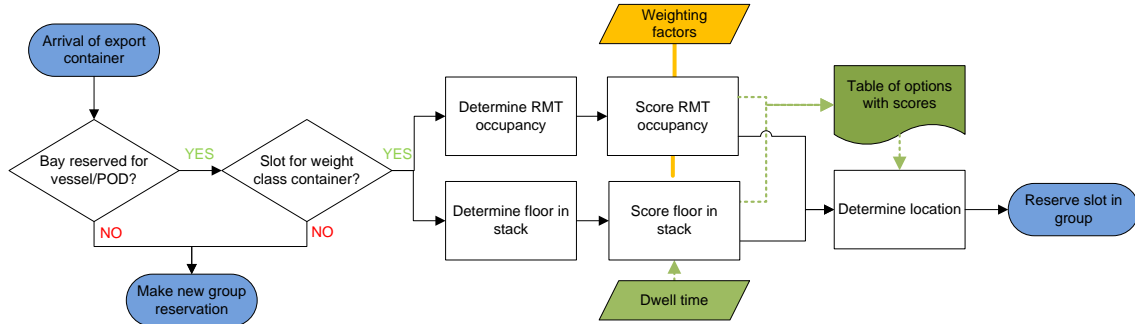 Arrival of export
container
Bay reserved for
vessel/POD?
YES
NO
Slot for weight
class container?
YES
NO
Make new group
reservation
Determine RMT
occupancy
Determine floor in
stack
Weighting
factors
Score RMT
occupancy
Score floor in
stack
Dwell time
Table of options
with scores
Determine location
Reserve slot in
group